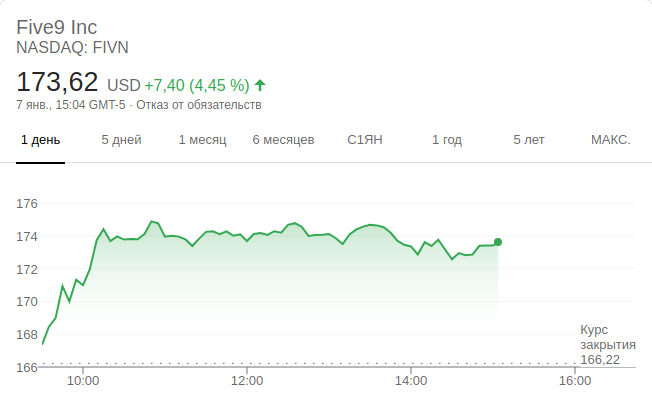 Five9 Inc
NASDAQ: FIVN
173,62 USD +7,40 (4,45 %)
7 янв., 15:04 GMT-5 · Отказ от обязательств
1 день 5 дней 1 месяц 6 месяцев С1ЯН 1 год 5 лет МАКС.
176
174
172
170
168
166
Курс
закрытия
166,22
10:00 12:00 14:00 16:00